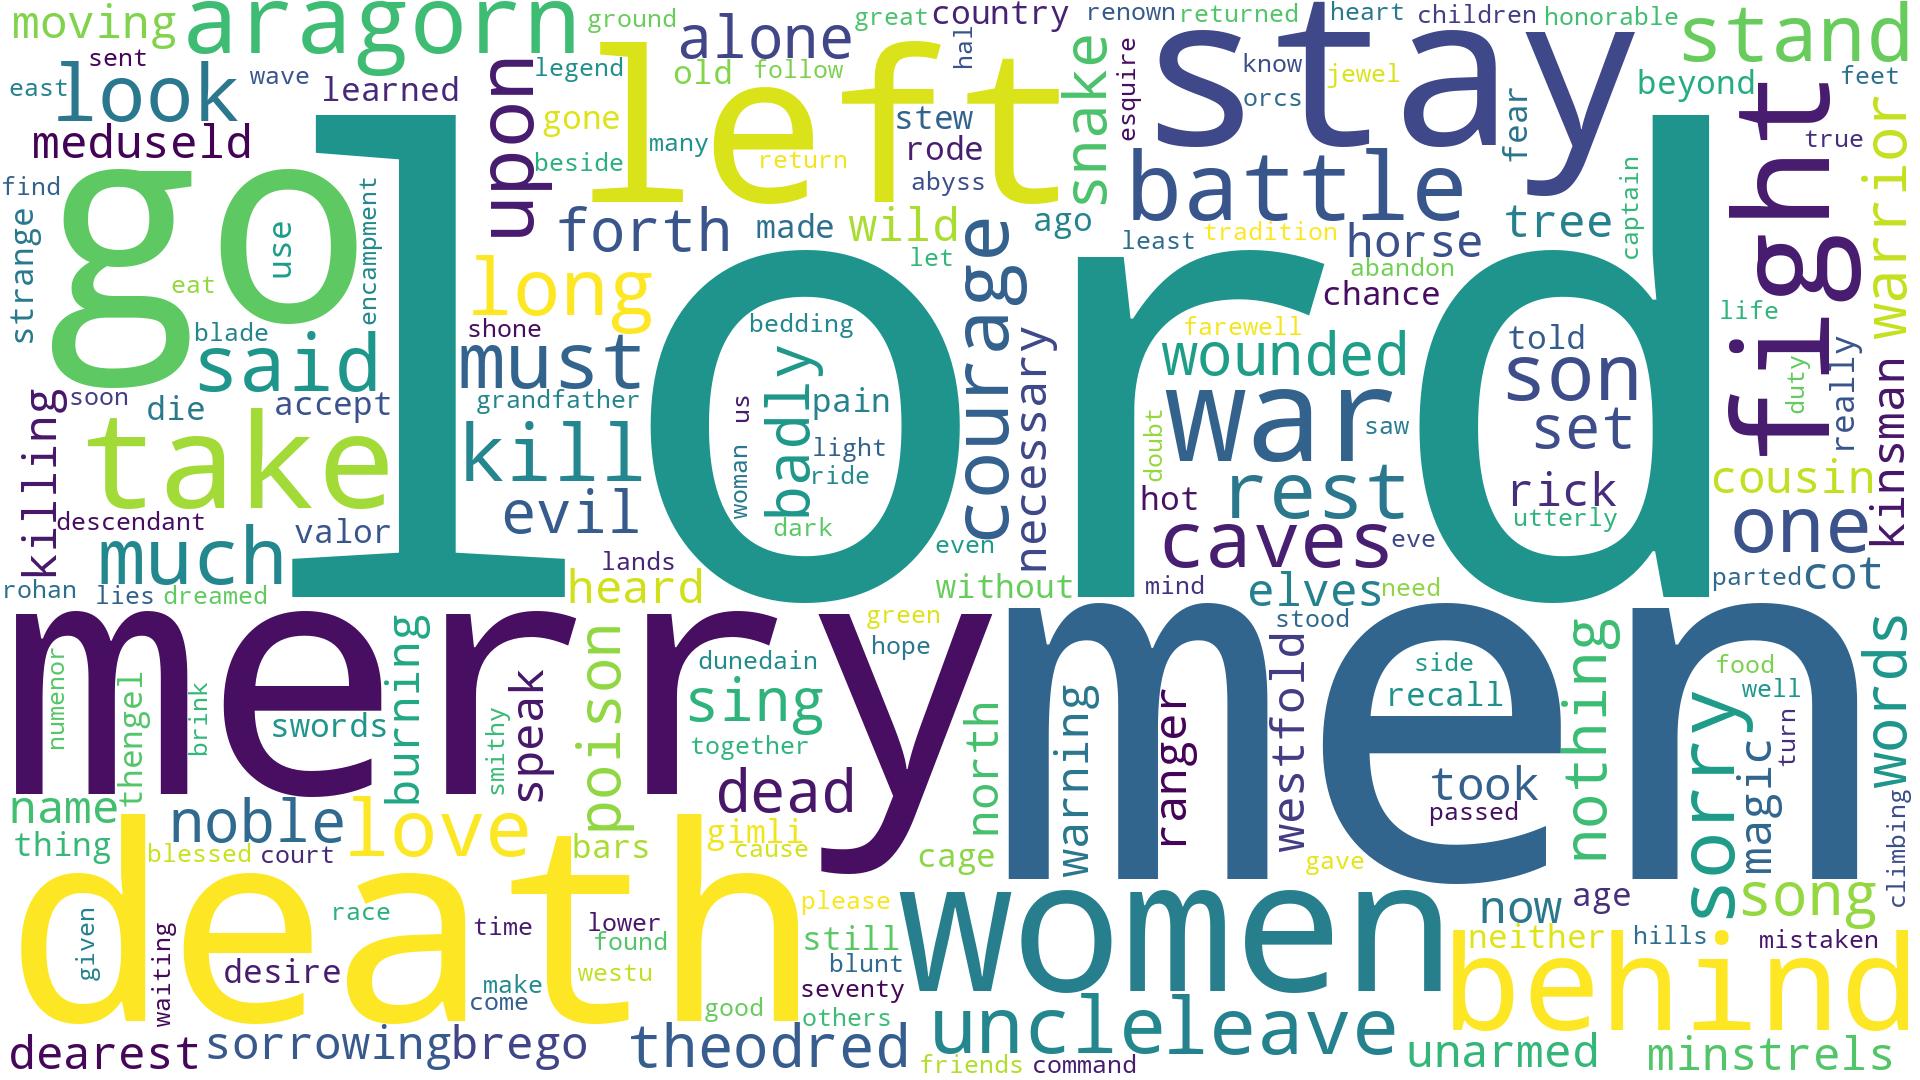 moving
aragorn
ground
great
country
renown
returned
heart
children
honorable
stand
sent
alone
hal
know
jewel
beyond
feet
east
look
wave
learned
upon
legend
old
follow
left
snake
esquire
stay
orcs
fear
fight
warrior
true
meduseld
gone
many
stew
rode
return
abyss
beside
battle
find
go
use
encampment
strange
eat
forth
made
wild
ago
least
tradition
horse
tree
captain
let
courage
abandon
chance
life
long
blade
said
shone
must
bedding
necessary
farewell
wounded
told
son
set
duty
really
kinsman
killing
soon
die
accept
grandfather
lord
us
badly
pain
woman
light
ride
dark
doubt
war
saw
take
kill
evil
rest
hot
rick
utterly
cousin
descendant
valor
much
lands
heard
even
without
caves
eve
one
rohan
lies
dreamed
mind
elves
need
parted
cot
merry
men
numenor
thengel
brink
swords
burning
smithy
speak
poison
dunedain
sing
together
green
hope
stood
north
warning
ranger
westfold
side
recall
nothing
sorry
food
well
turn
magic
words
name
thing
noble
love
dead
bars
gimli
cause
cage
took
passed
gave
climbing
blessed
court
death
given
waiting
race
desire
time
make
come
lower
found
westu
good
please
still
blunt
seventy
others
women
now
age
song
neither
hills
mistaken
behind
dearest
sorrowing
brego
theodred
uncle
leave
friends
command
unarmed
minstrels